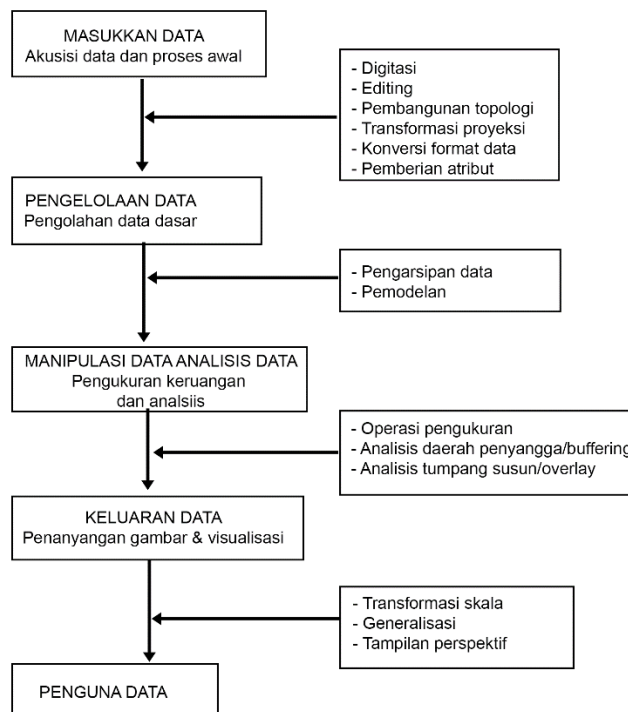 MASUKKAN DATA
Akusisi data dan proses awal
- Digitasi
- Editing
- Pembangunan topologi
- Transformasi proyeksi
- Konversi format data
- Pemberian atribut
PENGELOLAAN DATA
Pengolahan data dasar
- Pengarsipan data
- Pemodelan
MANIPULASI DATA ANALISIS DATA
Pengukuran keruangan
dan analsiis
- Operasi pengukuran
- Analisis daerah penyangga/buffering
- Analisis tumpang susun/overlay
KELUARAN DATA
Penanyangan gambar & visualisasi
- Transformasi skala
- Generalisasi
- Tampilan perspektif
PENGUNA DATA